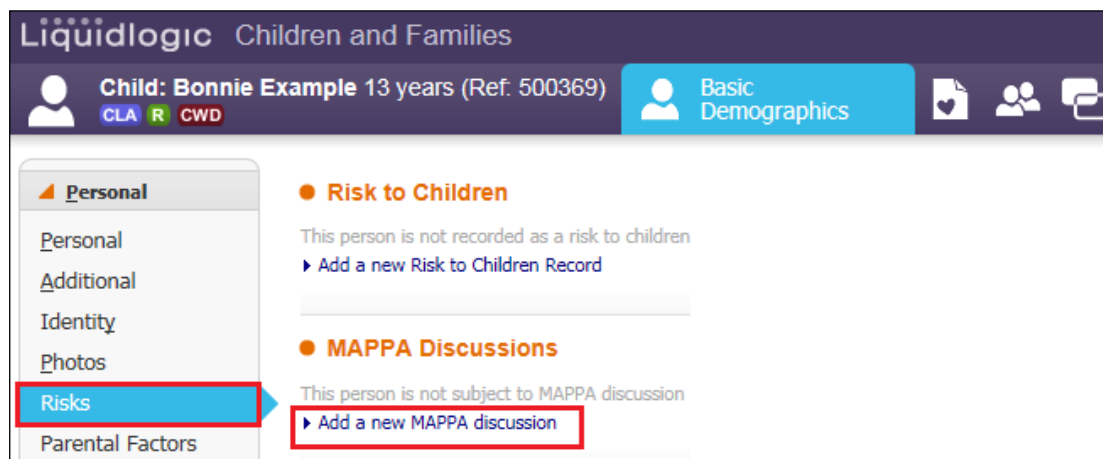 Liquidlogic Children and Families
Child: Bonnie Example 13 years (Ref: 500369)
CLA R CWD
Basic
Demographics
Personal
Personal
Additional
Identity
Photos
Risks
Parental Factors
Risk to Children
This person is not recorded as a risk to children
Add a new Risk to Children Record
MAPPA Discussions
This person is not subject to MAPPA discussion
Add a new MAPPA discussion